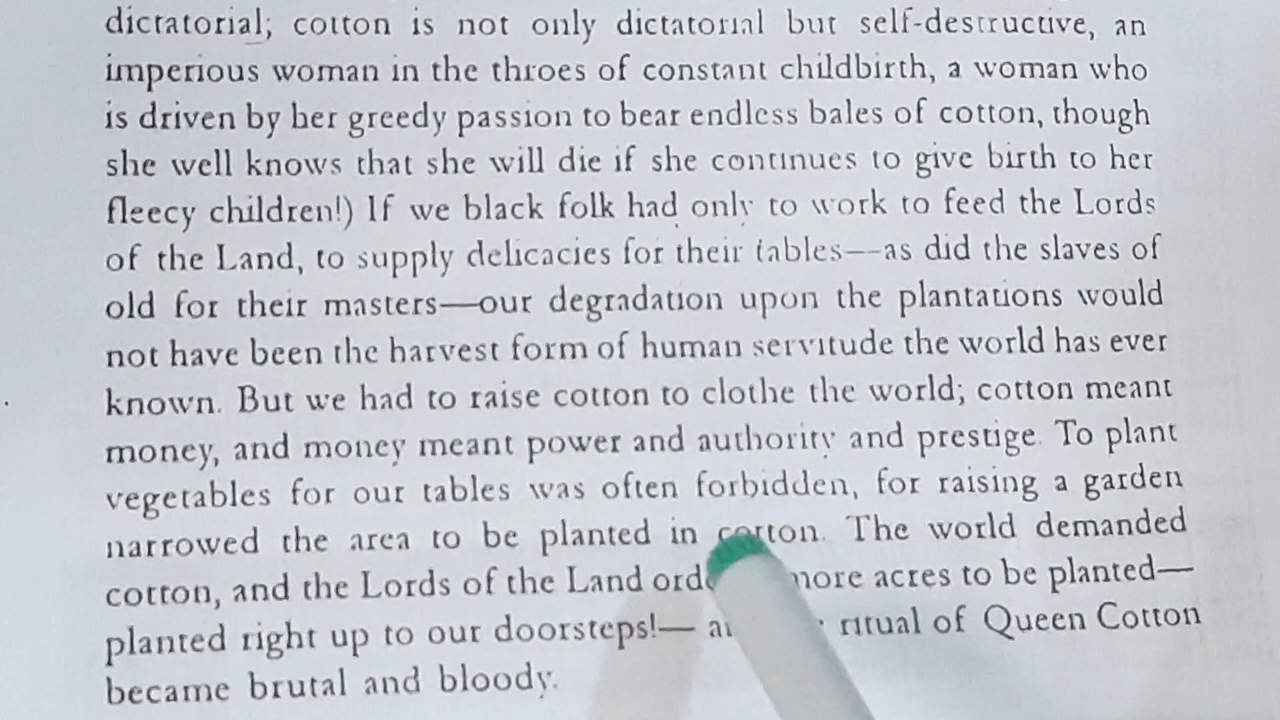 dictatorial; cotton is not only dictatorial but self-destructive, an
imperious woman in the throes of constant childbirth, a woman who
is driven by her greedy passion to bear endless bales of cotton, though
she well knows that she will die if she continues to give birth to her
fleecy children!) If we black folk had only to work to feed the Lords
of the Land, to supply delicacies for their tables—as did the slaves of
old for their masters—our degradation upon the plantations would
not have been the harvest form of human servitude the world has ever
known. But we had to raise cotton to clothe the world; cotton meant
money, and money meant power and authority and prestige. To plant
vegetables for our tables was often forbidden, for raising a garden
narrowed the area to be planted in cotton. The world demanded
cotton, and the Lords of the Land more acres to be planted—
planted right up to our doorsteps!— ritual of Queen Cotton
became brutal and bloody.